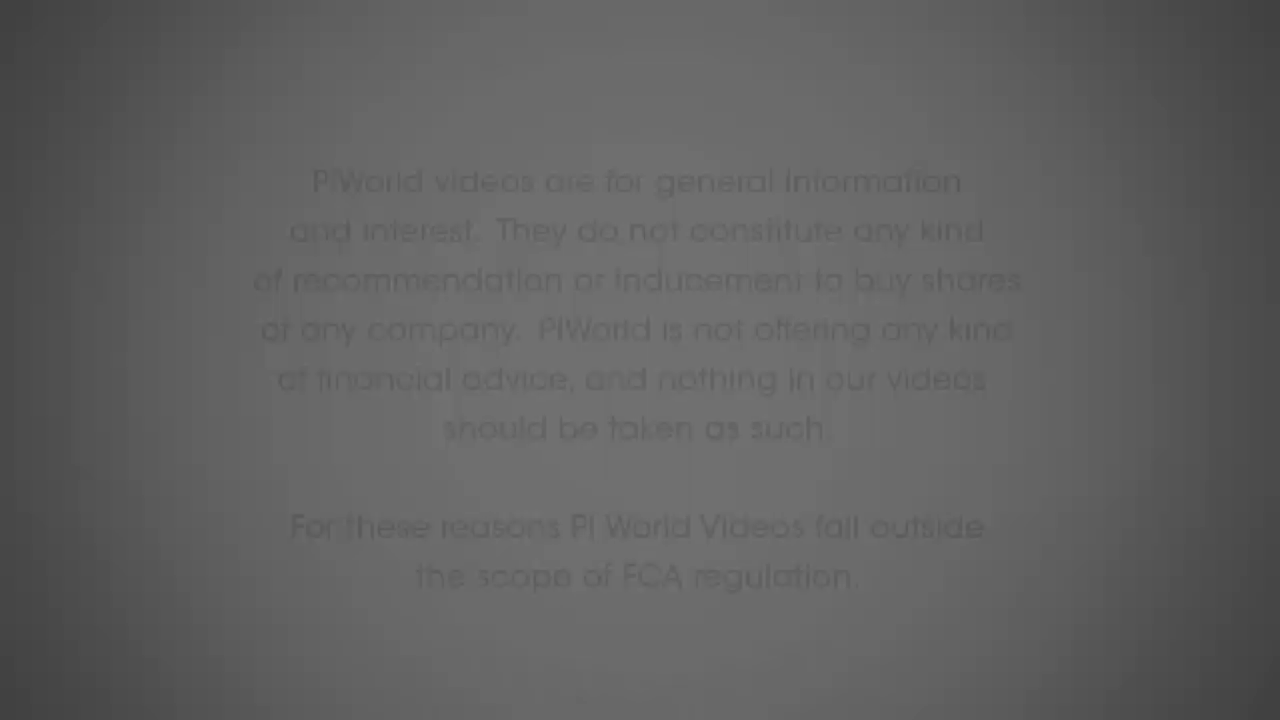 PIWorld videos are for general information
and interest. They do not constitute any kind
of recommendation or inducement to buy shares
of any company. PIWorld is not offering any kind
of financial advice, and nothing in our videos
should be taken as such.
For these reasons PI World Videos fall outside
the scope of FCA regulation.